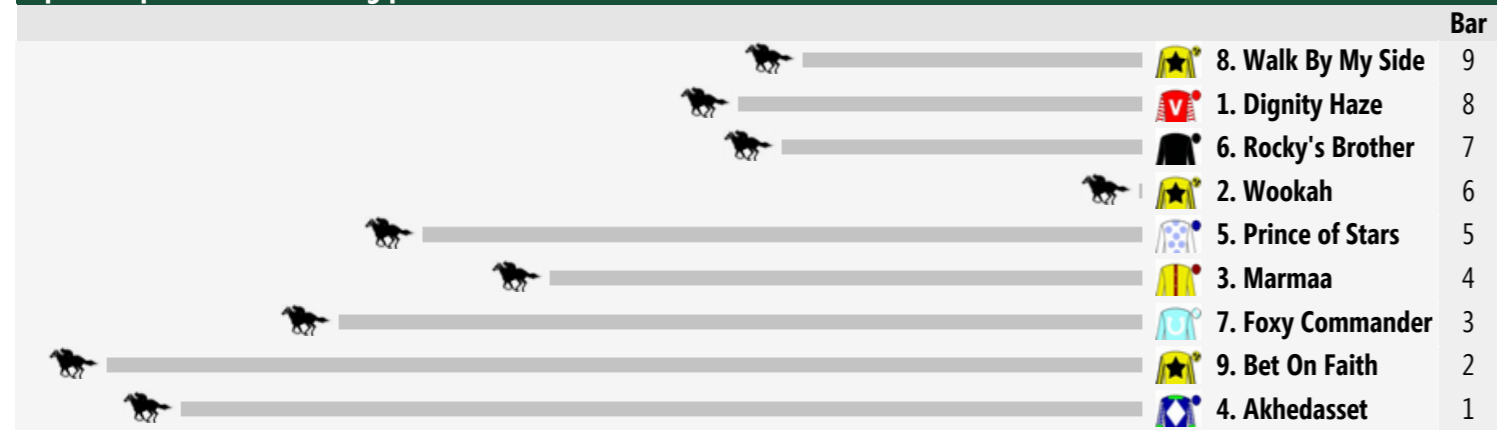 Bar
8. Walk By My Side 9
V 1. Dignity Haze 8
6. Rocky's Brother 7
2. Wookah 6
5. Prince of Stars 5
3. Marmaa 4
7. Foxy Commander 3
9. Bet On Faith 2
4. Akhedasset 1